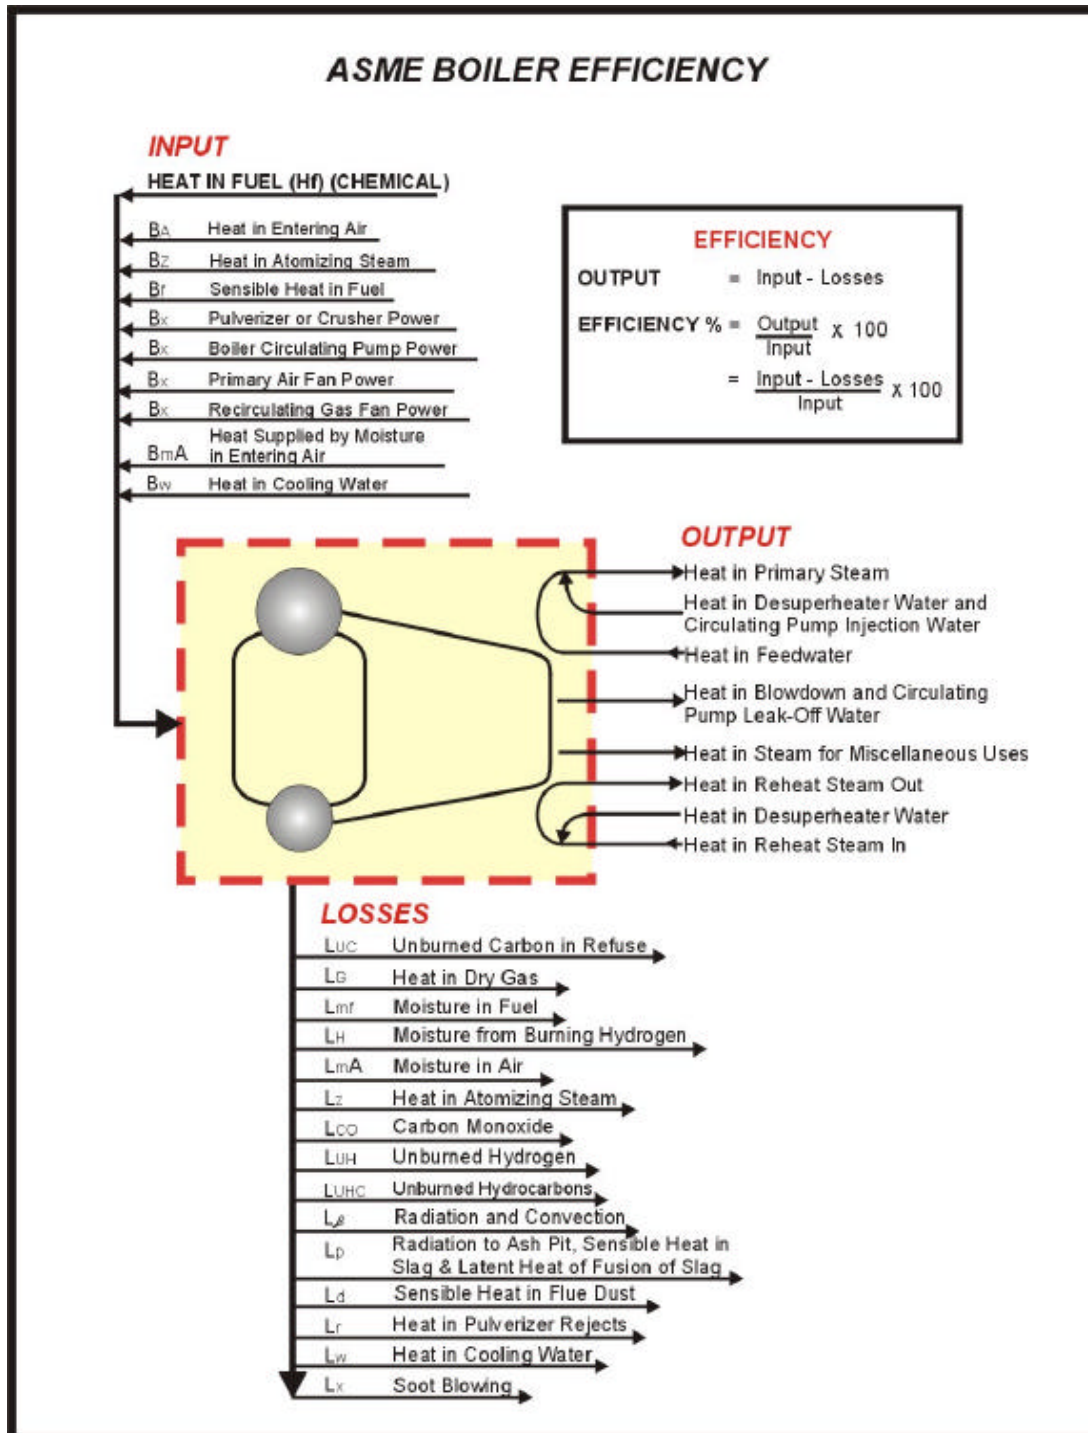 ASME BOILER EFFICIENCY
INPUT
HEAT IN FUEL (Hf) (CHEMICAL)
BA Heat in Entering Air
BZ Heat in Atomizing Steam
Bf Sensible Heat in Fuel
Bx Pulverizer or Crusher Power
Bx Boiler Circulating Pump Power
Bx Primary Air Fan Power
Bx Recirculating Gas Fan Power
BmA Heat Supplied by Moisture
in Entering Air
Bw Heat in Cooling Water
EFFICIENCY
OUTPUT = Input - Losses
EFFICIENCY % = Output
Input X 100
= Input - Losses
Input X 100
OUTPUT
Heat in Primary Steam
Heat in Desuperheater Water and
Circulating Pump Injection Water
Heat in Feedwater
Heat in Blowdown and Circulating
Pump Leak-Off Water
Heat in Steam for Miscellaneous Uses
Heat in Reheat Steam Out
Heat in Desuperheater Water
Heat in Reheat Steam In
LOSSES
LUC Unburned Carbon in Refuse
LG Heat in Dry Gas
Lmf Moisture in Fuel
LH Moisture from Burning Hydrogen
LmA Moisture in Air
Lz Heat in Atomizing Steam
LCO Carbon Monoxide
LUH Unburned Hydrogen
LUHC Unburned Hydrocarbons
Lβ Radiation and Convection
Lp Radiation to Ash Pit, Sensible Heat in
Slag & Latent Heat of Fusion of Slag
Ld Sensible Heat in Flue Dust
Lr Heat in Pulverizer Rejects
Lw Heat in Cooling Water
Lx Soot Blowing